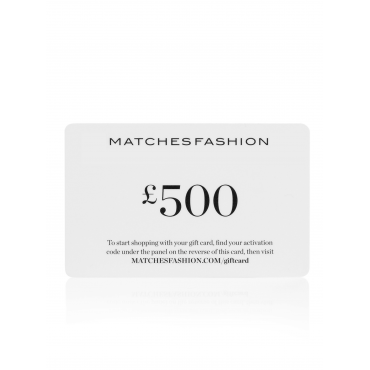 MATCHESFASHION
£500
To start shopping with your gift card, find your activation
code under the panel on the reverse of this card, then visit
MATCHESFASHION.COM/giftcard